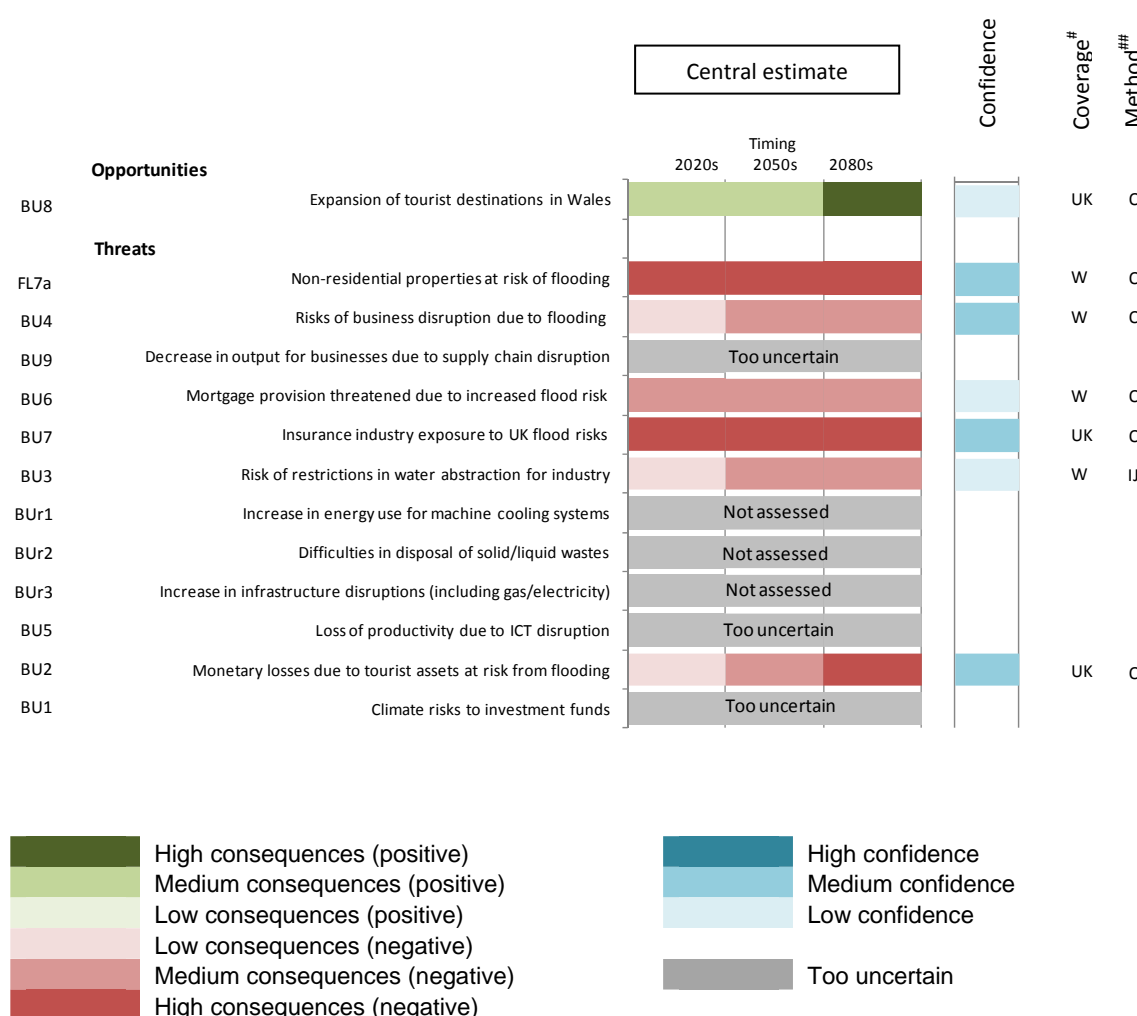 Central estimate
Confidence
Coverage#
Method##
Timing
2020s 2050s 2080s
Opportunities
BU8 Expansion of tourist destinations in Wales UK C
Threats
FL7a Non-residential properties at risk of flooding W C
BU4 Risks of business disruption due to flooding W C
BU9 Decrease in output for businesses due to supply chain disruption Too uncertain
BU6 Mortgage provision threatened due to increased flood risk W C
BU7 Insurance industry exposure to UK flood risks UK C
BU3 Risk of restrictions in water abstraction for industry W IJ
BUr1 Increase in energy use for machine cooling systems Not assessed
BUr2 Difficulties in disposal of solid/liquid wastes Not assessed
BUr3 Increase in infrastructure disruptions (including gas/electricity) Not assessed
BU5 Loss of productivity due to ICT disruption Too uncertain
BU2 Monetary losses due to tourist assets at risk from flooding UK C
BU1 Climate risks to investment funds Too uncertain
High consequences (positive) High confidence
Medium consequences (positive) Medium confidence
Low consequences (positive) Low confidence
Low consequences (negative)
Medium consequences (negative) Too uncertain
High consequences (negative)